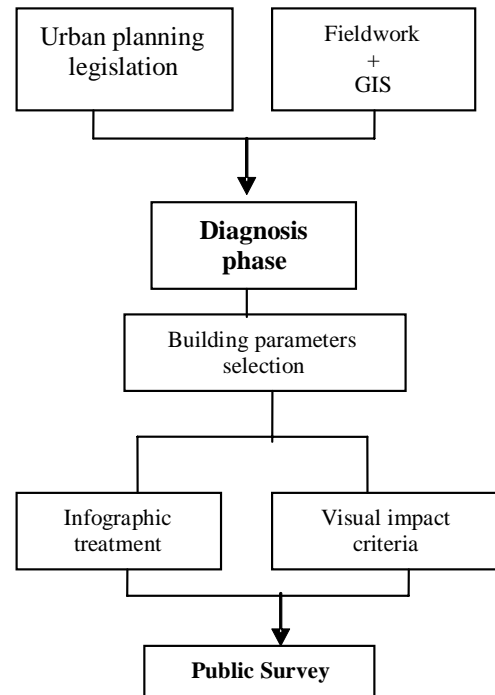 Urban planning
legislation
Fieldwork
+
GIS
Diagnosis
phase
Building parameters
selection
Infographic
treatment
Visual impact
criteria
Public Survey